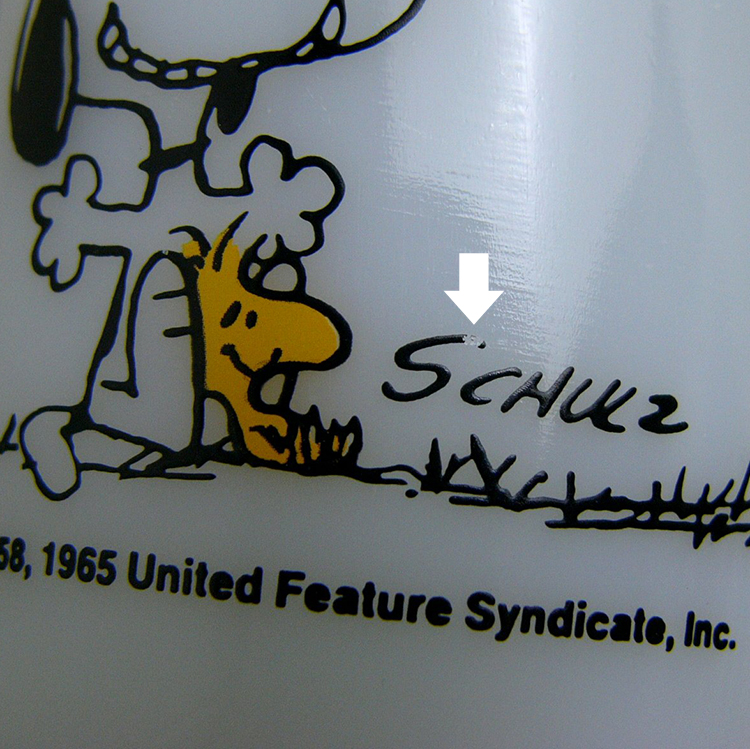 SCHULZ
58, 1965 United Feature Syndicate, Inc.